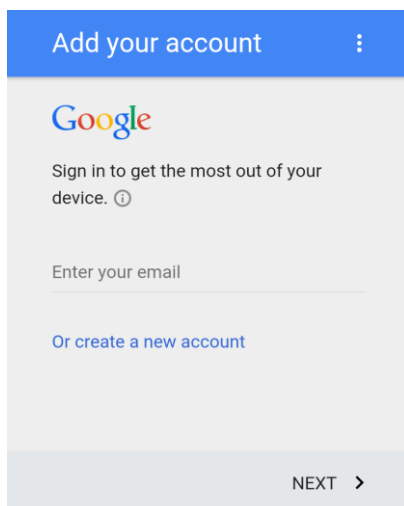 Add your account
Google
Sign in to get the most out of your
device.
Enter your email
Or create a new account
NEXT